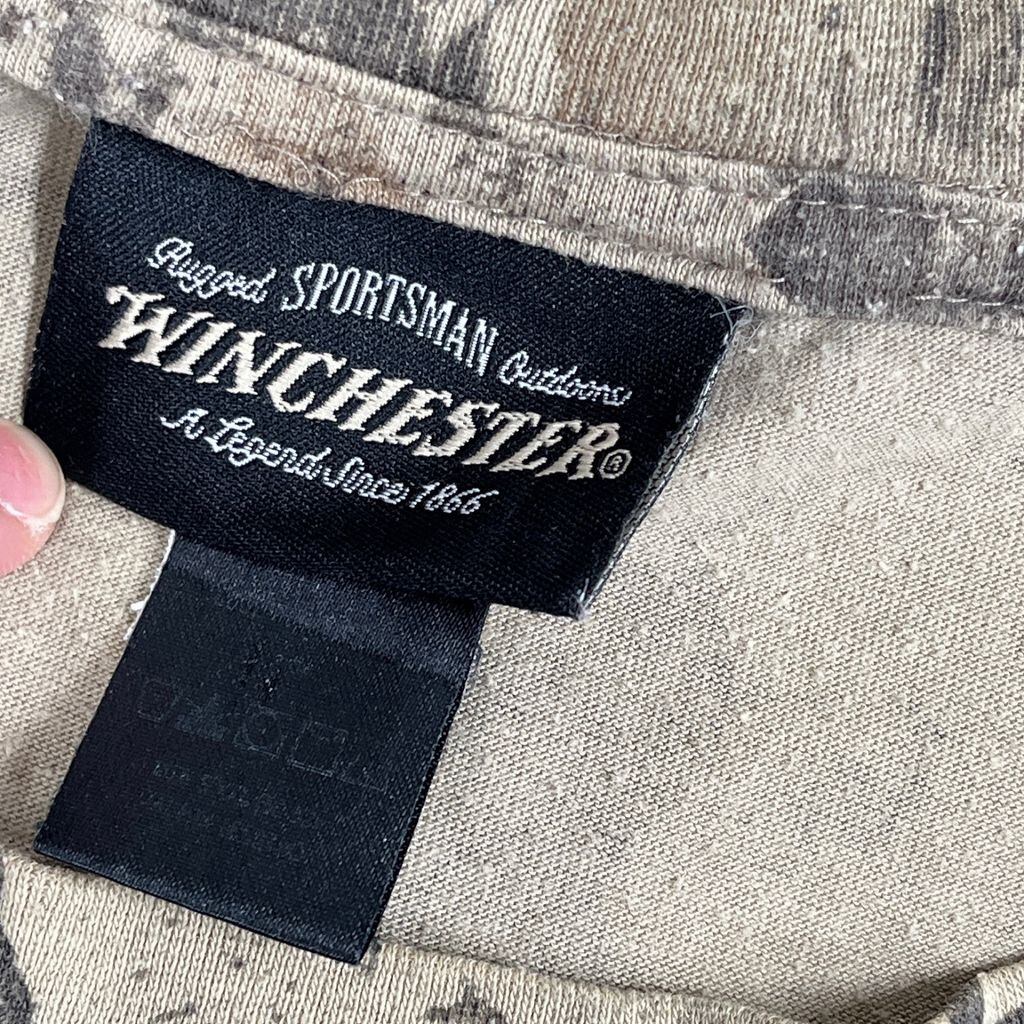 Rugged SPORTSMAN Outdoors
WINCHESTER®
A Legend Since 1866